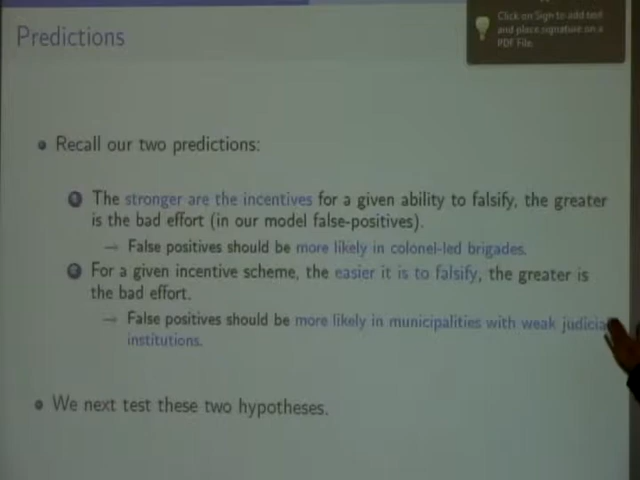 Predictions
Click on Sign to add text
and place signature on a
PDF File.
Recall our two predictions:
The stronger are the incentives for a given ability to falsify, the greater
is the bad effort (in our model false-positives).
→ False positives should be more likely in colonel-led brigades.
For a given incentive scheme, the easier it is to falsify, the greater is
the bad effort.
→ False positives should be more likely in municipalities with weak judicia
institutions.
We next test these two hypotheses.